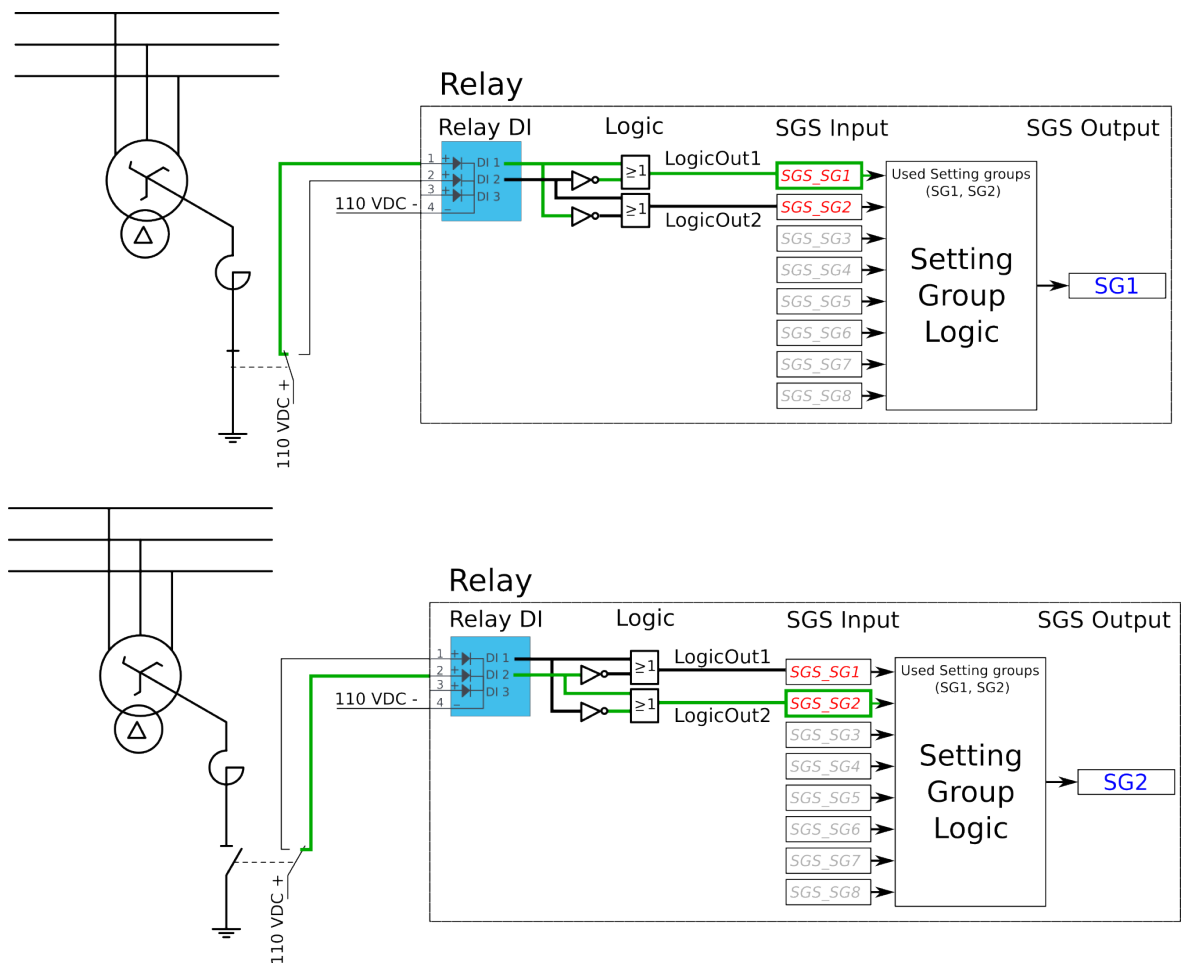 Relay
Relay DI
Logic
SGS Input
SGS Output
1 +
2 +
3 +
4 -
DI 1
DI 2
DI 3
110 VDC -
≥1
≥1
LogicOut1
LogicOut2
SGS_SG1
SGS_SG2
SGS_SG3
SGS_SG4
SGS_SG5
SGS_SG6
SGS_SG7
SGS_SG8
Used Setting groups
(SG1, SG2)
Setting
Group
Logic
SG1
Δ
110 VDC +
Relay
Relay DI
Logic
SGS Input
SGS Output
1 +
2 +
3 +
4 -
DI 1
DI 2
DI 3
110 VDC -
≥1
≥1
LogicOut1
LogicOut2
SGS_SG1
SGS_SG2
SGS_SG3
SGS_SG4
SGS_SG5
SGS_SG6
SGS_SG7
SGS_SG8
Used Setting groups
(SG1, SG2)
Setting
Group
Logic
SG2
Δ
110 VDC +